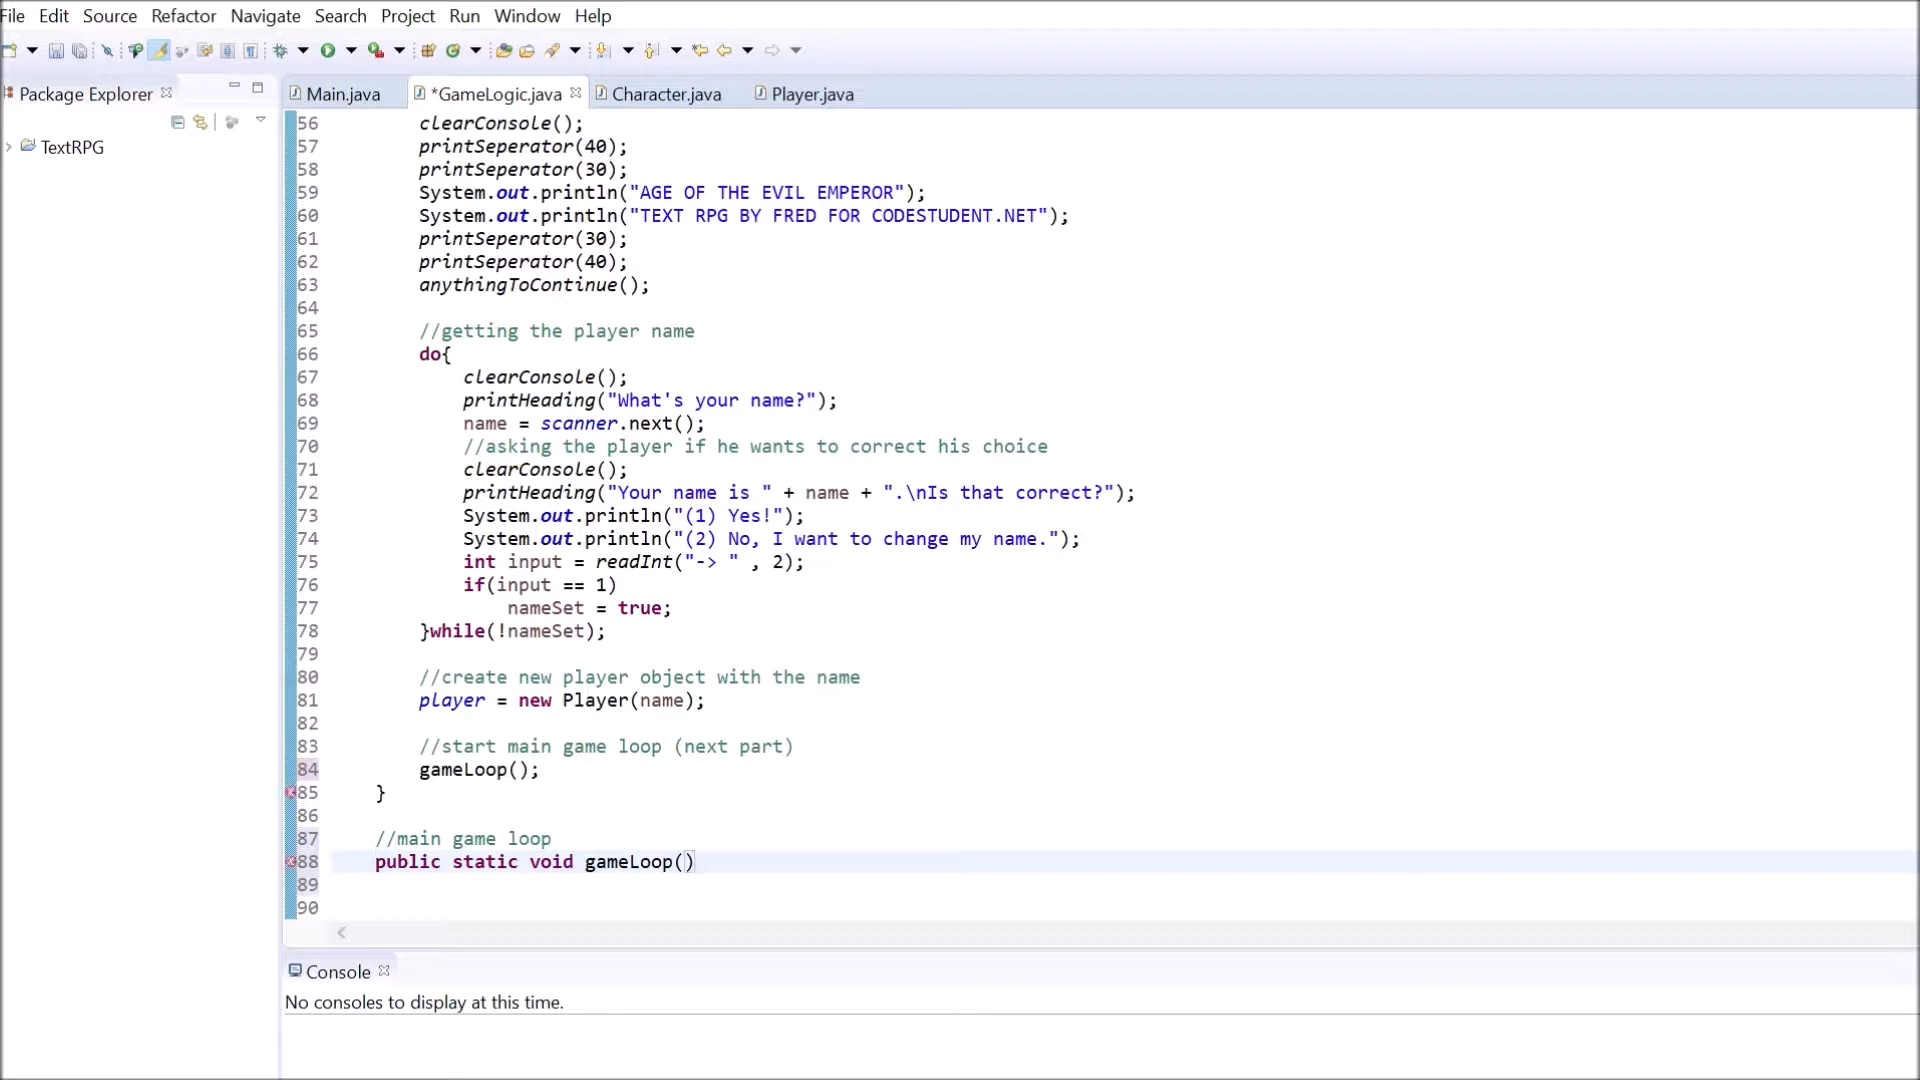 File Edit Source Refactor Navigate Search Project Run Window Help
Package Explorer
Main.java *GameLogic.java Character.java Player.java
TextRPG
56 clearConsole();
57 printSeperator(40);
58 printSeperator(30);
59 System.out.println("AGE OF THE EVIL EMPEROR");
60 System.out.println("TEXT RPG BY FRED FOR CODESTUDENT.NET");
61 printSeperator(30);
62 printSeperator(40);
63 anythingToContinue();
64
65 //getting the player name
66 do{
67 clearConsole();
68 printHeading("What's your name?");
69 name = scanner.next();
70 //asking the player if he wants to correct his choice
71 clearConsole();
72 printHeading("Your name is " + name + ".\nIs that correct?");
73 System.out.println("(1) Yes!");
74 System.out.println("(2) No, I want to change my name.");
75 int input = readInt("-> " , 2);
76 if(input == 1)
77 nameSet = true;
78 }while(!nameSet);
79
80 //create new player object with the name
81 player = new Player(name);
82
83 //start main game loop (next part)
84 gameLoop();
85 }
86
87 //main game loop
88 public static void gameLoop()
89
90
Console
No consoles to display at this time.